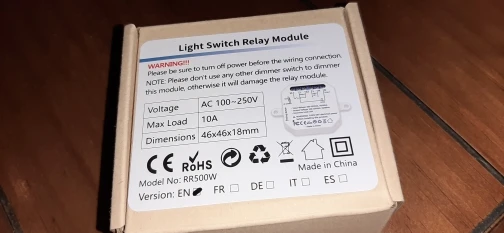 Light Switch Relay Module
WARNING!!!
Please be sure to turn off power before the wiring connection.
NOTE: Please don't use any other dimmer switch to dimmer
this module, otherwise it will damage the relay module.
Voltage AC 100~250V
Max Load 10A
Dimensions 46x46x18mm
CE RoHS
Made in China
Model No: RR500W
Version: EN FR DE IT ES